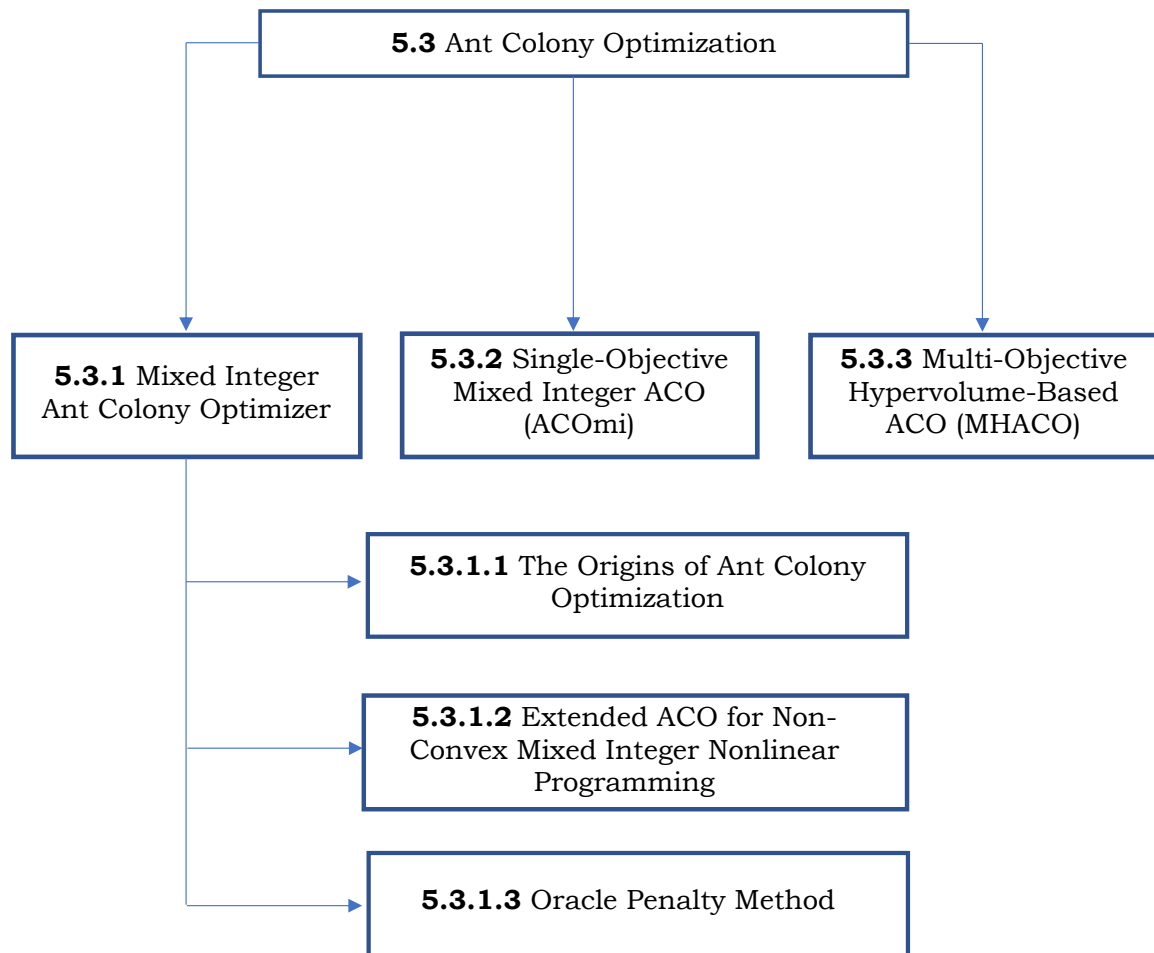 5.3 Ant Colony Optimization
5.3.1 Mixed Integer
Ant Colony Optimizer
5.3.2 Single-Objective
Mixed Integer ACO
(ACOmi)
5.3.3 Multi-Objective
Hypervolume-Based
ACO (MHACO)
5.3.1.1 The Origins of Ant Colony
Optimization
5.3.1.2 Extended ACO for Non-
Convex Mixed Integer Nonlinear
Programming
5.3.1.3 Oracle Penalty Method